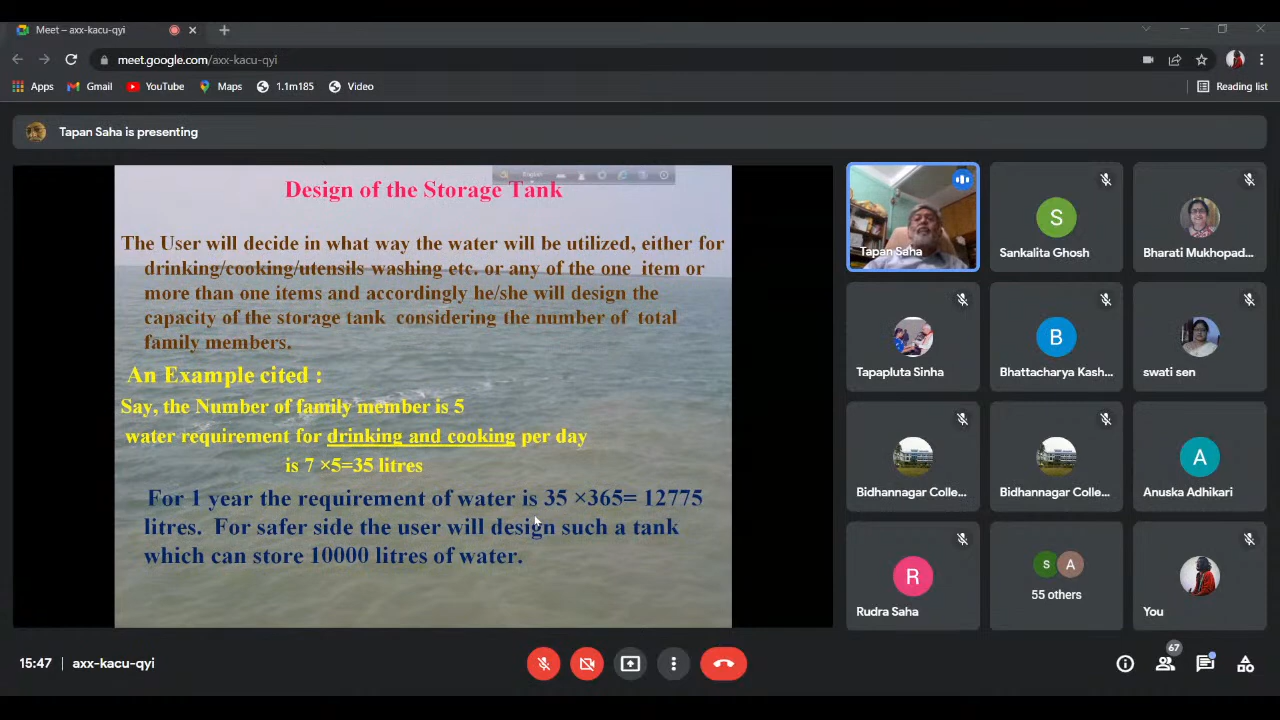 Meet – axx-kacu-qyi
meet.google.com/axx-kacu-qyi
Apps Gmail YouTube Maps 1.1m185 Video Reading list
Tapan Saha is presenting
English
Design of the Storage Tank
The User will decide in what way the water will be utilized, either for
drinking/cooking/utensils washing etc. or any of the one item or
more than one items and accordingly he/she will design the
capacity of the storage tank considering the number of total
family members.
An Example cited :
Say, the Number of family member is 5
water requirement for drinking and cooking per day
is 7 ×5=35 litres
For 1 year the requirement of water is 35 ×365= 12775
litres. For safer side the user will design such a tank
which can store 10000 litres of water.
Tapan Saha
S
Sankalita Ghosh
Bharati Mukhopad...
Tapapluta Sinha
B
Bhattacharya Kash...
swati sen
Bidhannagar Colle...
Bidhannagar Colle...
A
Anuska Adhikari
R
Rudra Saha
S A
55 others
You
15:47 | axx-kacu-qyi
67